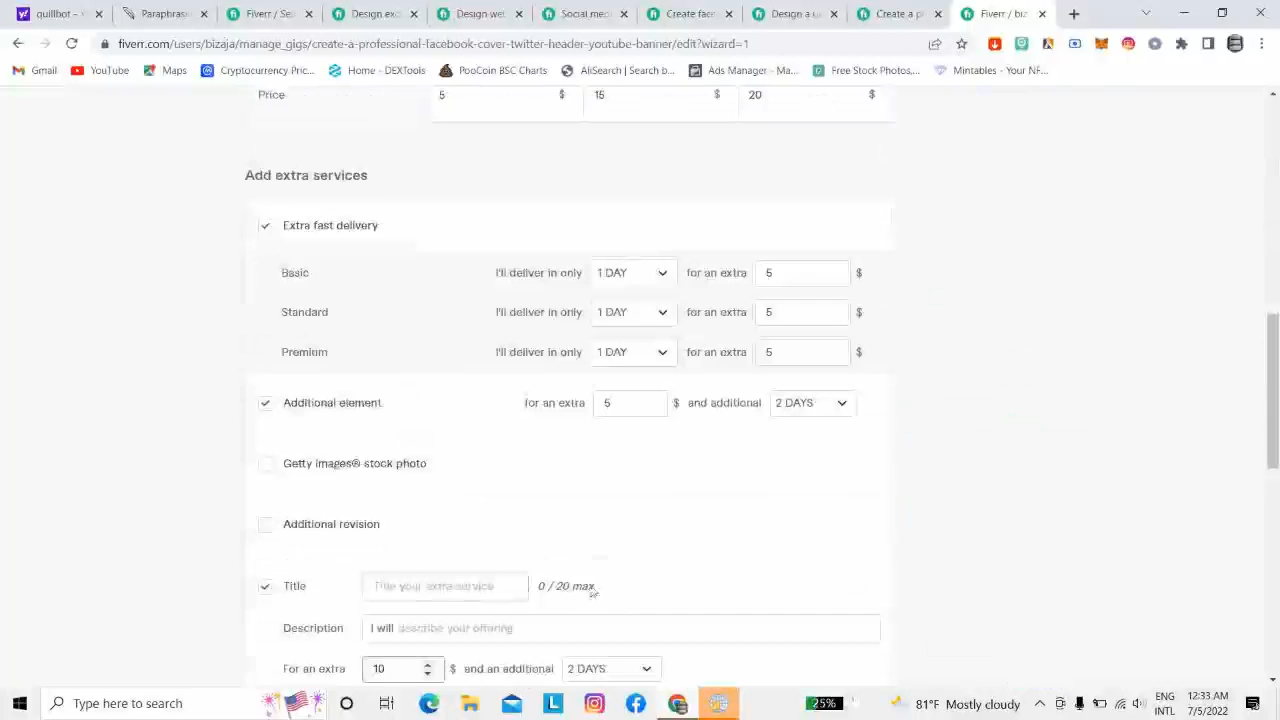 quillbot -
Paraphras
Fiverr /
Design exc
Design we
Social mec
Create face
Design a u
Create a p
Fiverr / biz
fiverr.com/users/bizaja/manage_gigs/create-a-professional-facebook-cover-twitter-header-youtube-banner/edit?wizard=1
Gmail
YouTube
Maps
Cryptocurrency Pric...
Home - DEXTools
PooCoin BSC Charts
AliSearch | Search b...
Ads Manager - Ma...
Free Stock Photos,...
Mintables - Your NF...
Price 5 $ 15 $ 20 $
Add extra services
Extra fast delivery
Basic I'll deliver in only 1 DAY for an extra 5 $
Standard I'll deliver in only 1 DAY for an extra 5 $
Premium I'll deliver in only 1 DAY for an extra 5 $
Additional element for an extra 5 $ and additional 2 DAYS
Getty Images® stock photo
Additional revision
Title Title your extra service 0 / 20 max
Description I will describe your offering
For an extra 10 $ and an additional 2 DAYS
Type here to search
25%
81°F Mostly cloudy
ENG
INTL
12:33 AM
7/5/2022